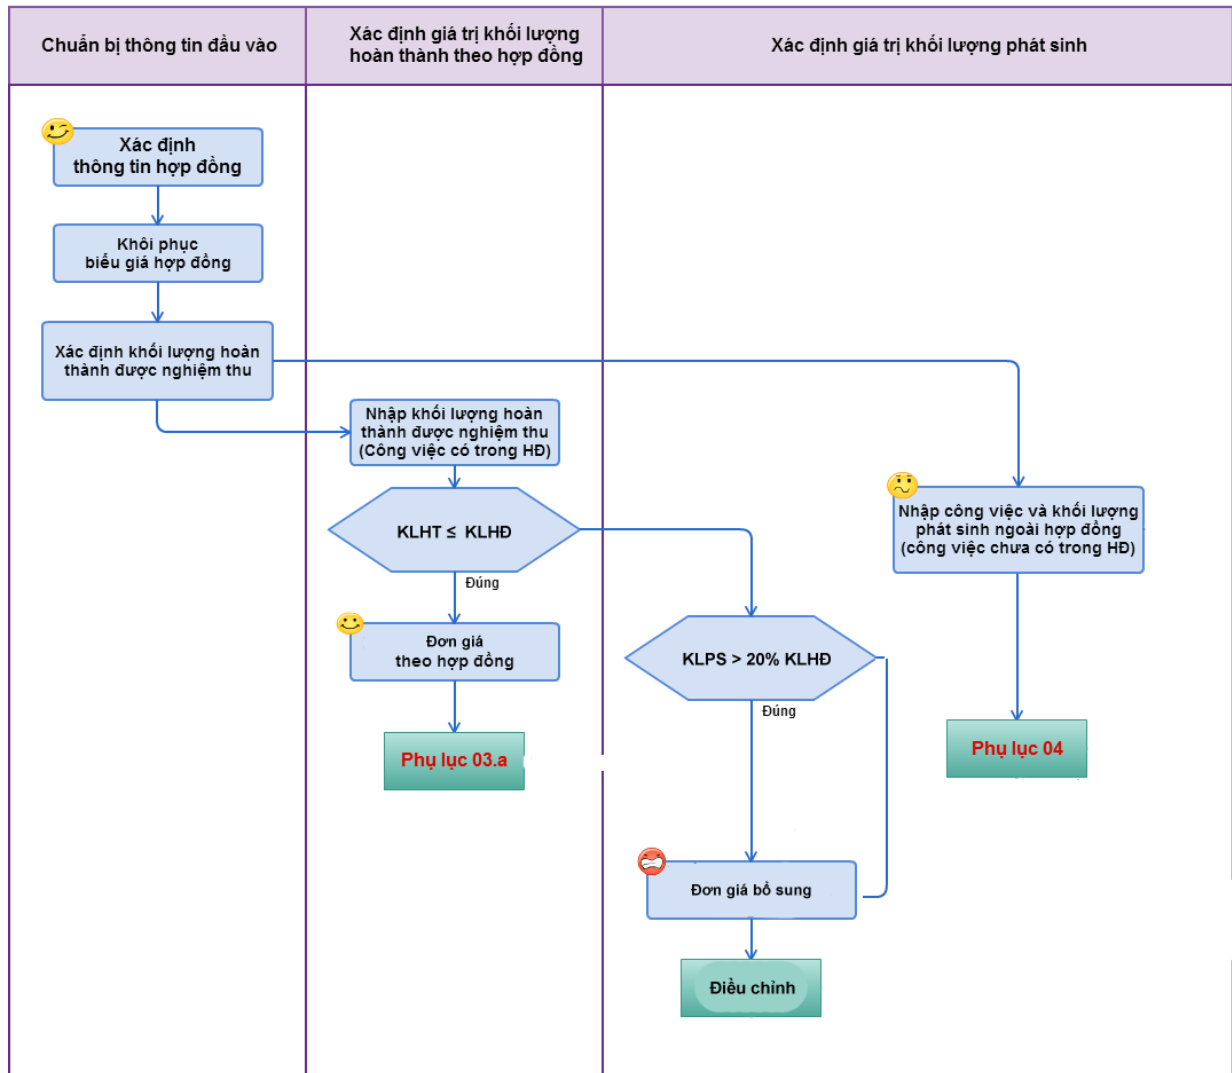 Chuẩn bị thông tin đầu vào
Xác định giá trị khối lượng
hoàn thành theo hợp đồng
Xác định giá trị khối lượng phát sinh
Xác định
thông tin hợp đồng
Khôi phục
biểu giá hợp đồng
Xác định khối lượng hoàn
thành được nghiệm thu
Nhập khối lượng hoàn
thành được nghiệm thu
(Công việc có trong HĐ)
KLHT ≤ KLHĐ
Đúng
Đơn giá
theo hợp đồng
Phụ lục 03.a
Nhập công việc và khối lượng
phát sinh ngoài hợp đồng
(công việc chưa có trong HĐ)
KLPS > 20% KLHĐ
Đúng
Phụ lục 04
Đơn giá bổ sung
Điều chỉnh